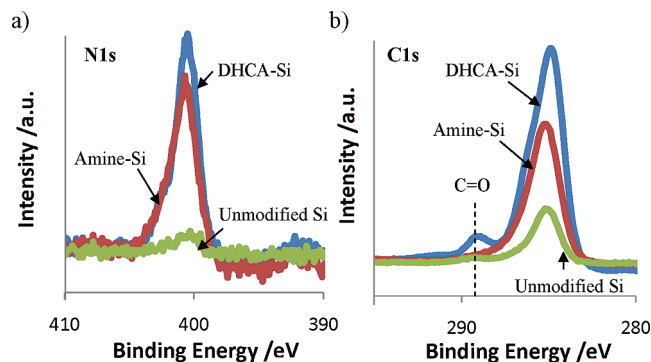 a)
N1s
DHCA-Si
Amine-Si
Unmodified Si
Intensity /a.u.
410
400
390
Binding Energy /eV
b)
C1s
DHCA-Si
Amine-Si
C=O
Unmodified Si
Intensity /a.u.
290
280
Binding Energy /eV